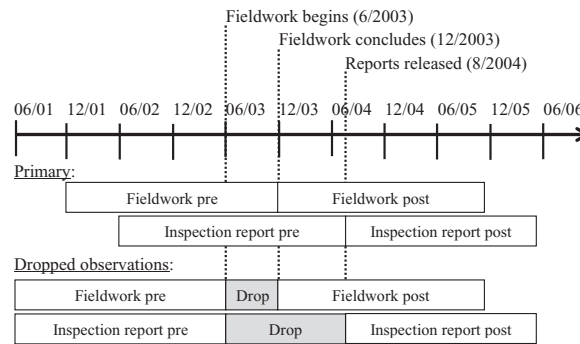 Fieldwork begins (6/2003)
Fieldwork concludes (12/2003)
Reports released (8/2004)
06/01 12/01 06/02 12/02 06/03 12/03 06/04 12/04 06/05 12/05 06/06
Primary:
Fieldwork pre Fieldwork post
Inspection report pre Inspection report post
Dropped observations:
Fieldwork pre Drop Fieldwork post
Inspection report pre Drop Inspection report post